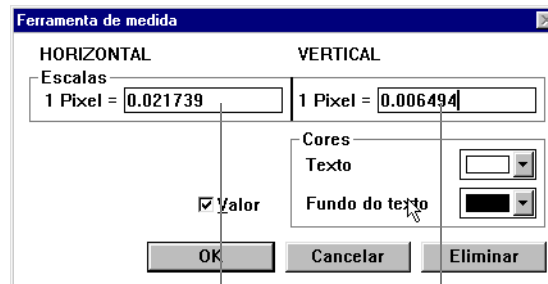 Ferramenta de medida
HORIZONTAL VERTICAL
Escalas
1 Pixel = 0.021739 1 Pixel = 0.006494
Cores
Texto
Valor Fundo do texto
OK Cancelar Eliminar